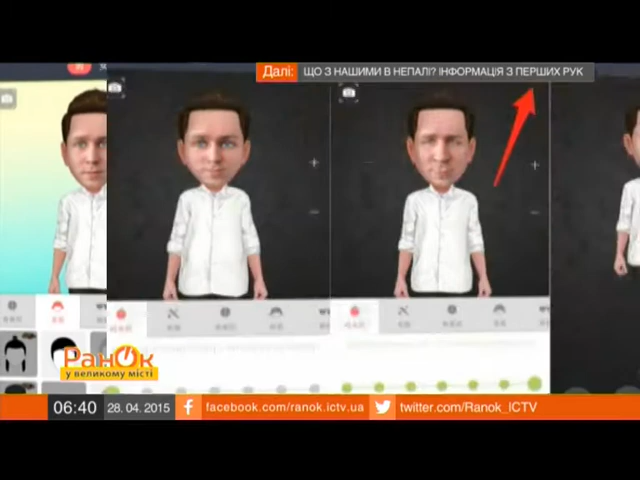 Далі: ЩО З НАШИМИ В НЕПАЛІ? ІНФОРМАЦІЯ З ПЕРШИХ РУК
РанОк
у великому місті
06:40 28. 04. 2015 facebook.com/ranok.ictv.ua twitter.com/Ranok_ICTV